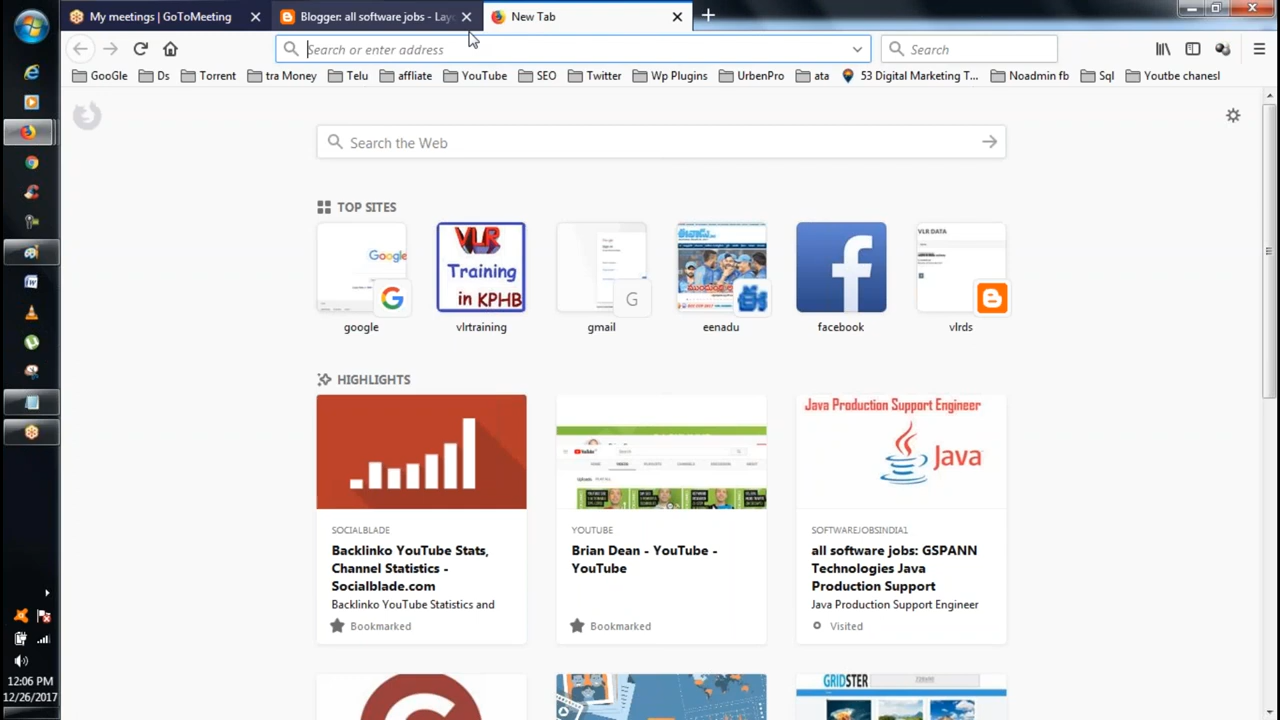 My meetings | GoToMeeting
Blogger: all software jobs - Layo
New Tab
Search or enter address
Search
GooGle
Ds
Torrent
tra Money
Telu
affliate
YouTube
SEO
Twitter
Wp Plugins
UrbenPro
ata
53 Digital Marketing T...
Noadmin fb
Sql
Youtbe chanesl
Search the Web
TOP SITES
Google
G
VLR
Training
in KPHB
G
VLR DATA
google
vlrtraining
gmail
eenadu
facebook
vlrds
HIGHLIGHTS
Java Production Support Engineer
Java
SOCIALBLADE
Backlinko YouTube Stats,
Channel Statistics -
Socialblade.com
Backlinko YouTube Statistics and
Bookmarked
YOUTUBE
Brian Dean - YouTube -
YouTube
Bookmarked
SOFTWAREJOBSINDIA1
all software jobs: GSPANN
Technologies Java
Production Support
Java Production Support Engineer
Visited
GRIDSTER
12:06 PM
12/26/2017